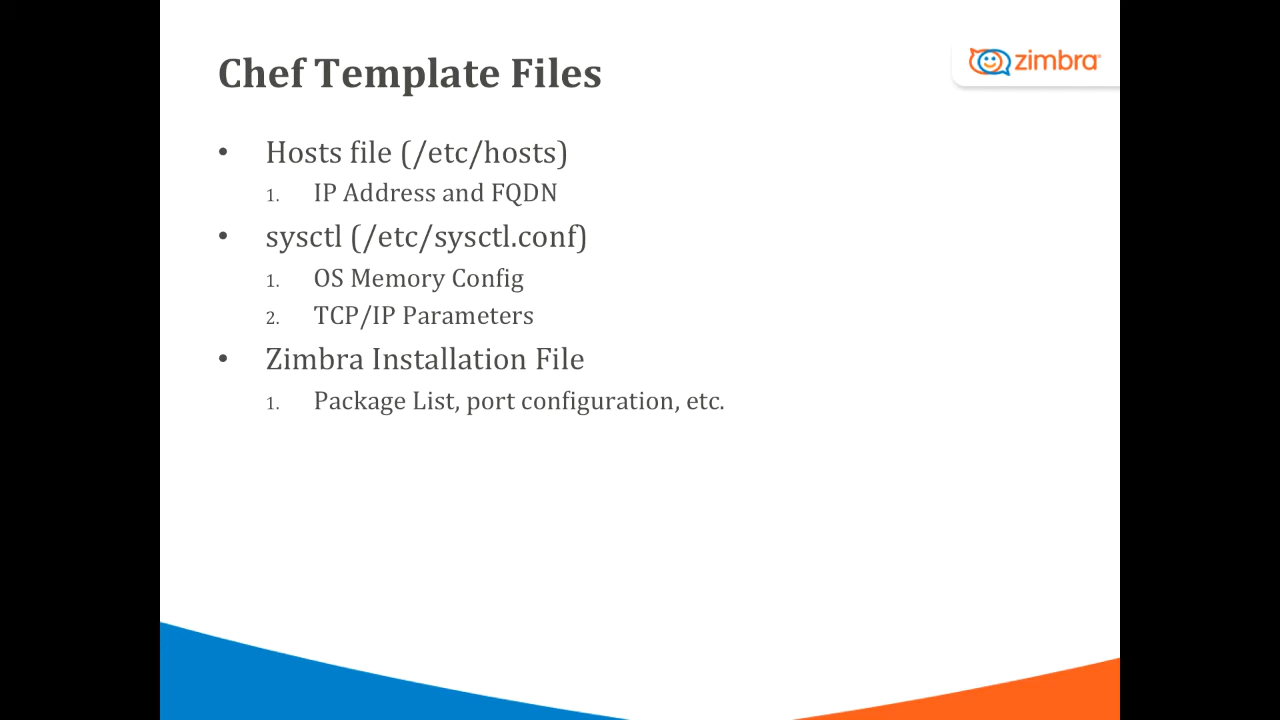 Chef Template Files
zimbra
• Hosts file (/etc/hosts)
1. IP Address and FQDN
• sysctl (/etc/sysctl.conf)
1. OS Memory Config
2. TCP/IP Parameters
• Zimbra Installation File
1. Package List, port configuration, etc.